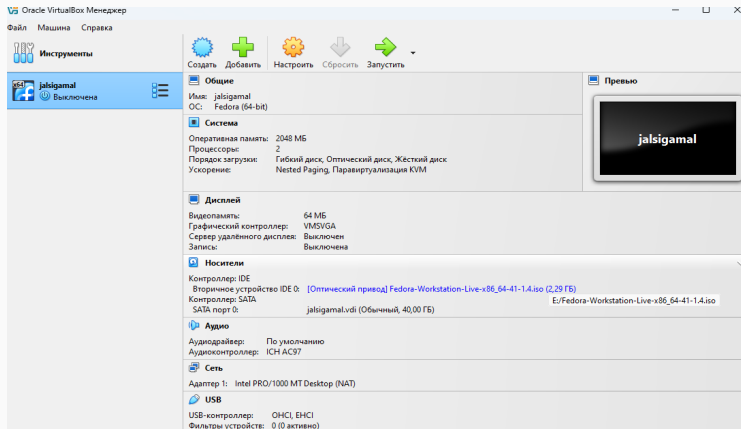 Oracle VirtualBox Менеджер
Файл Машина Справка
Инструменты
Создать Добавить Настроить Сбросить Запустить
x64 jalsigamal
Выключена
Общие
Имя: jalsigamal
ОС: Fedora (64-bit)
Превью
jalsigamal
Система
Оперативная память: 2048 МБ
Процессоры: 2
Порядок загрузки: Гибкий диск, Оптический диск, Жёсткий диск
Ускорение: Nested Paging, Паравиртуализация KVM
Дисплей
Видеопамять: 64 МБ
Графический контроллер: VMSVGA
Сервер удалённого дисплея: Выключен
Запись: Выключена
Носители
Контроллер: IDE
Вторичное устройство IDE 0: [Оптический привод] Fedora-Workstation-Live-x86_64-41-1.4.iso (2,29 ГБ)
E:/Fedora-Workstation-Live-x86_64-41-1.4.iso
Контроллер: SATA
SATA порт 0: jalsigamal.vdi (Обычный, 40,00 ГБ)
Аудио
Аудиодрайвер: По умолчанию
Аудиоконтроллер: ICH AC97
Сеть
Адаптер 1: Intel PRO/1000 MT Desktop (NAT)
USB
USB-контроллер: OHCI, EHCI
Фильтры устройств: 0 (0 активно)